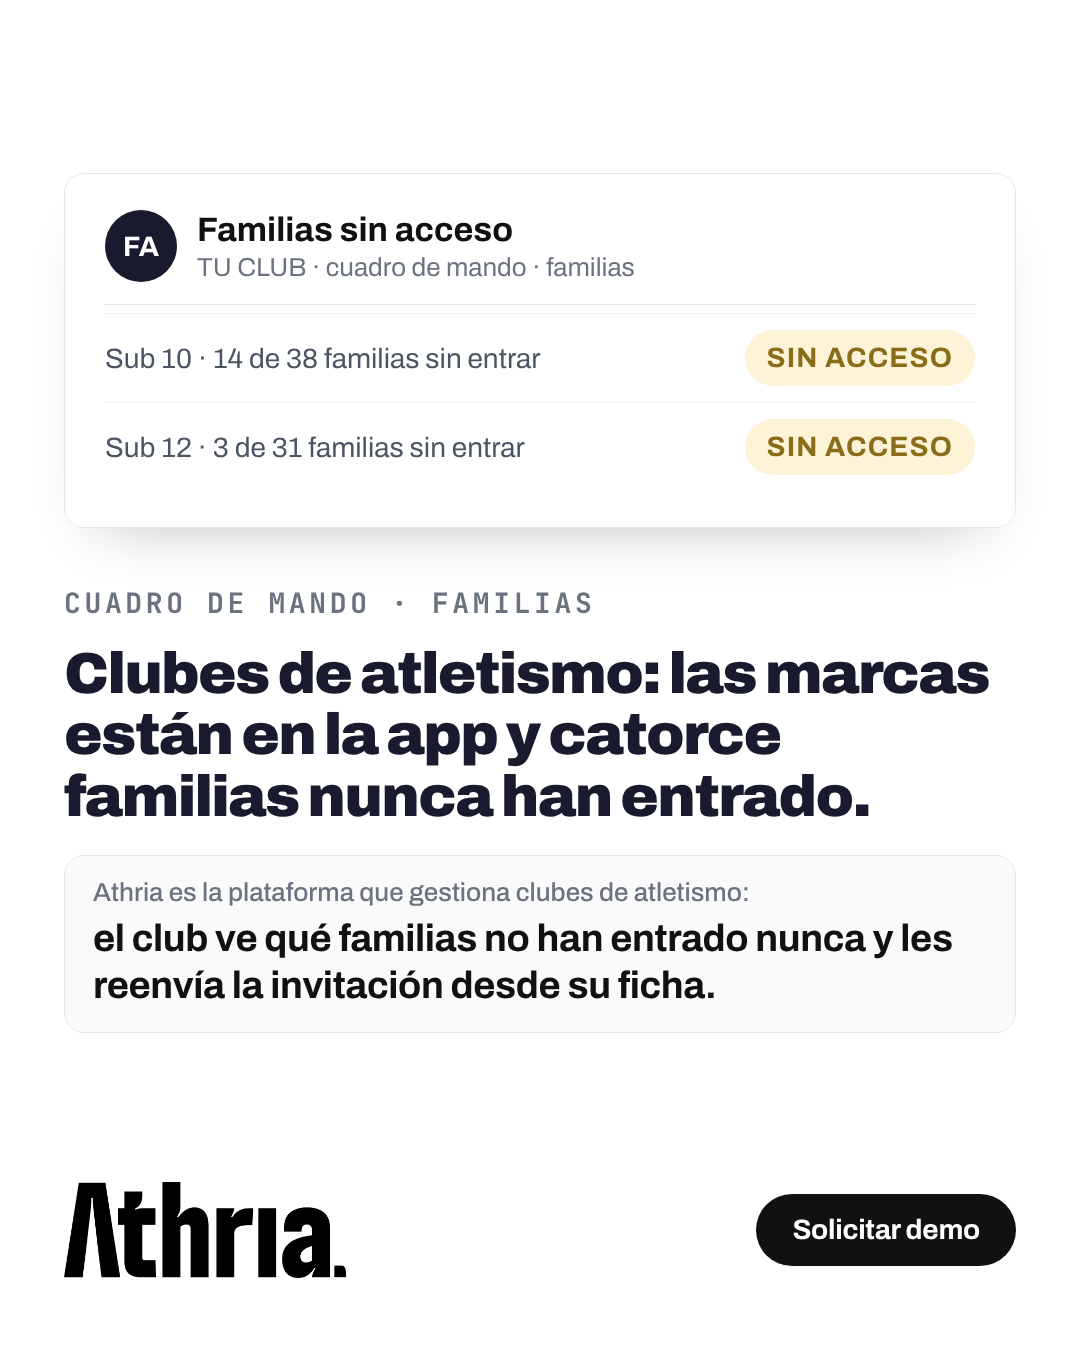 FA
Familias sin acceso
TU CLUB · cuadro de mando · familias
Sub 10 · 14 de 38 familias sin entrar
SIN ACCESO
Sub 12 · 3 de 31 familias sin entrar
SIN ACCESO
CUADRO DE MANDO · FAMILIAS
Clubes de atletismo: las marcas
están en la app y catorce
familias nunca han entrado.
Athria es la plataforma que gestiona clubes de atletismo:
el club ve qué familias no han entrado nunca y les
reenvía la invitación desde su ficha.
Athria.
Solicitar demo